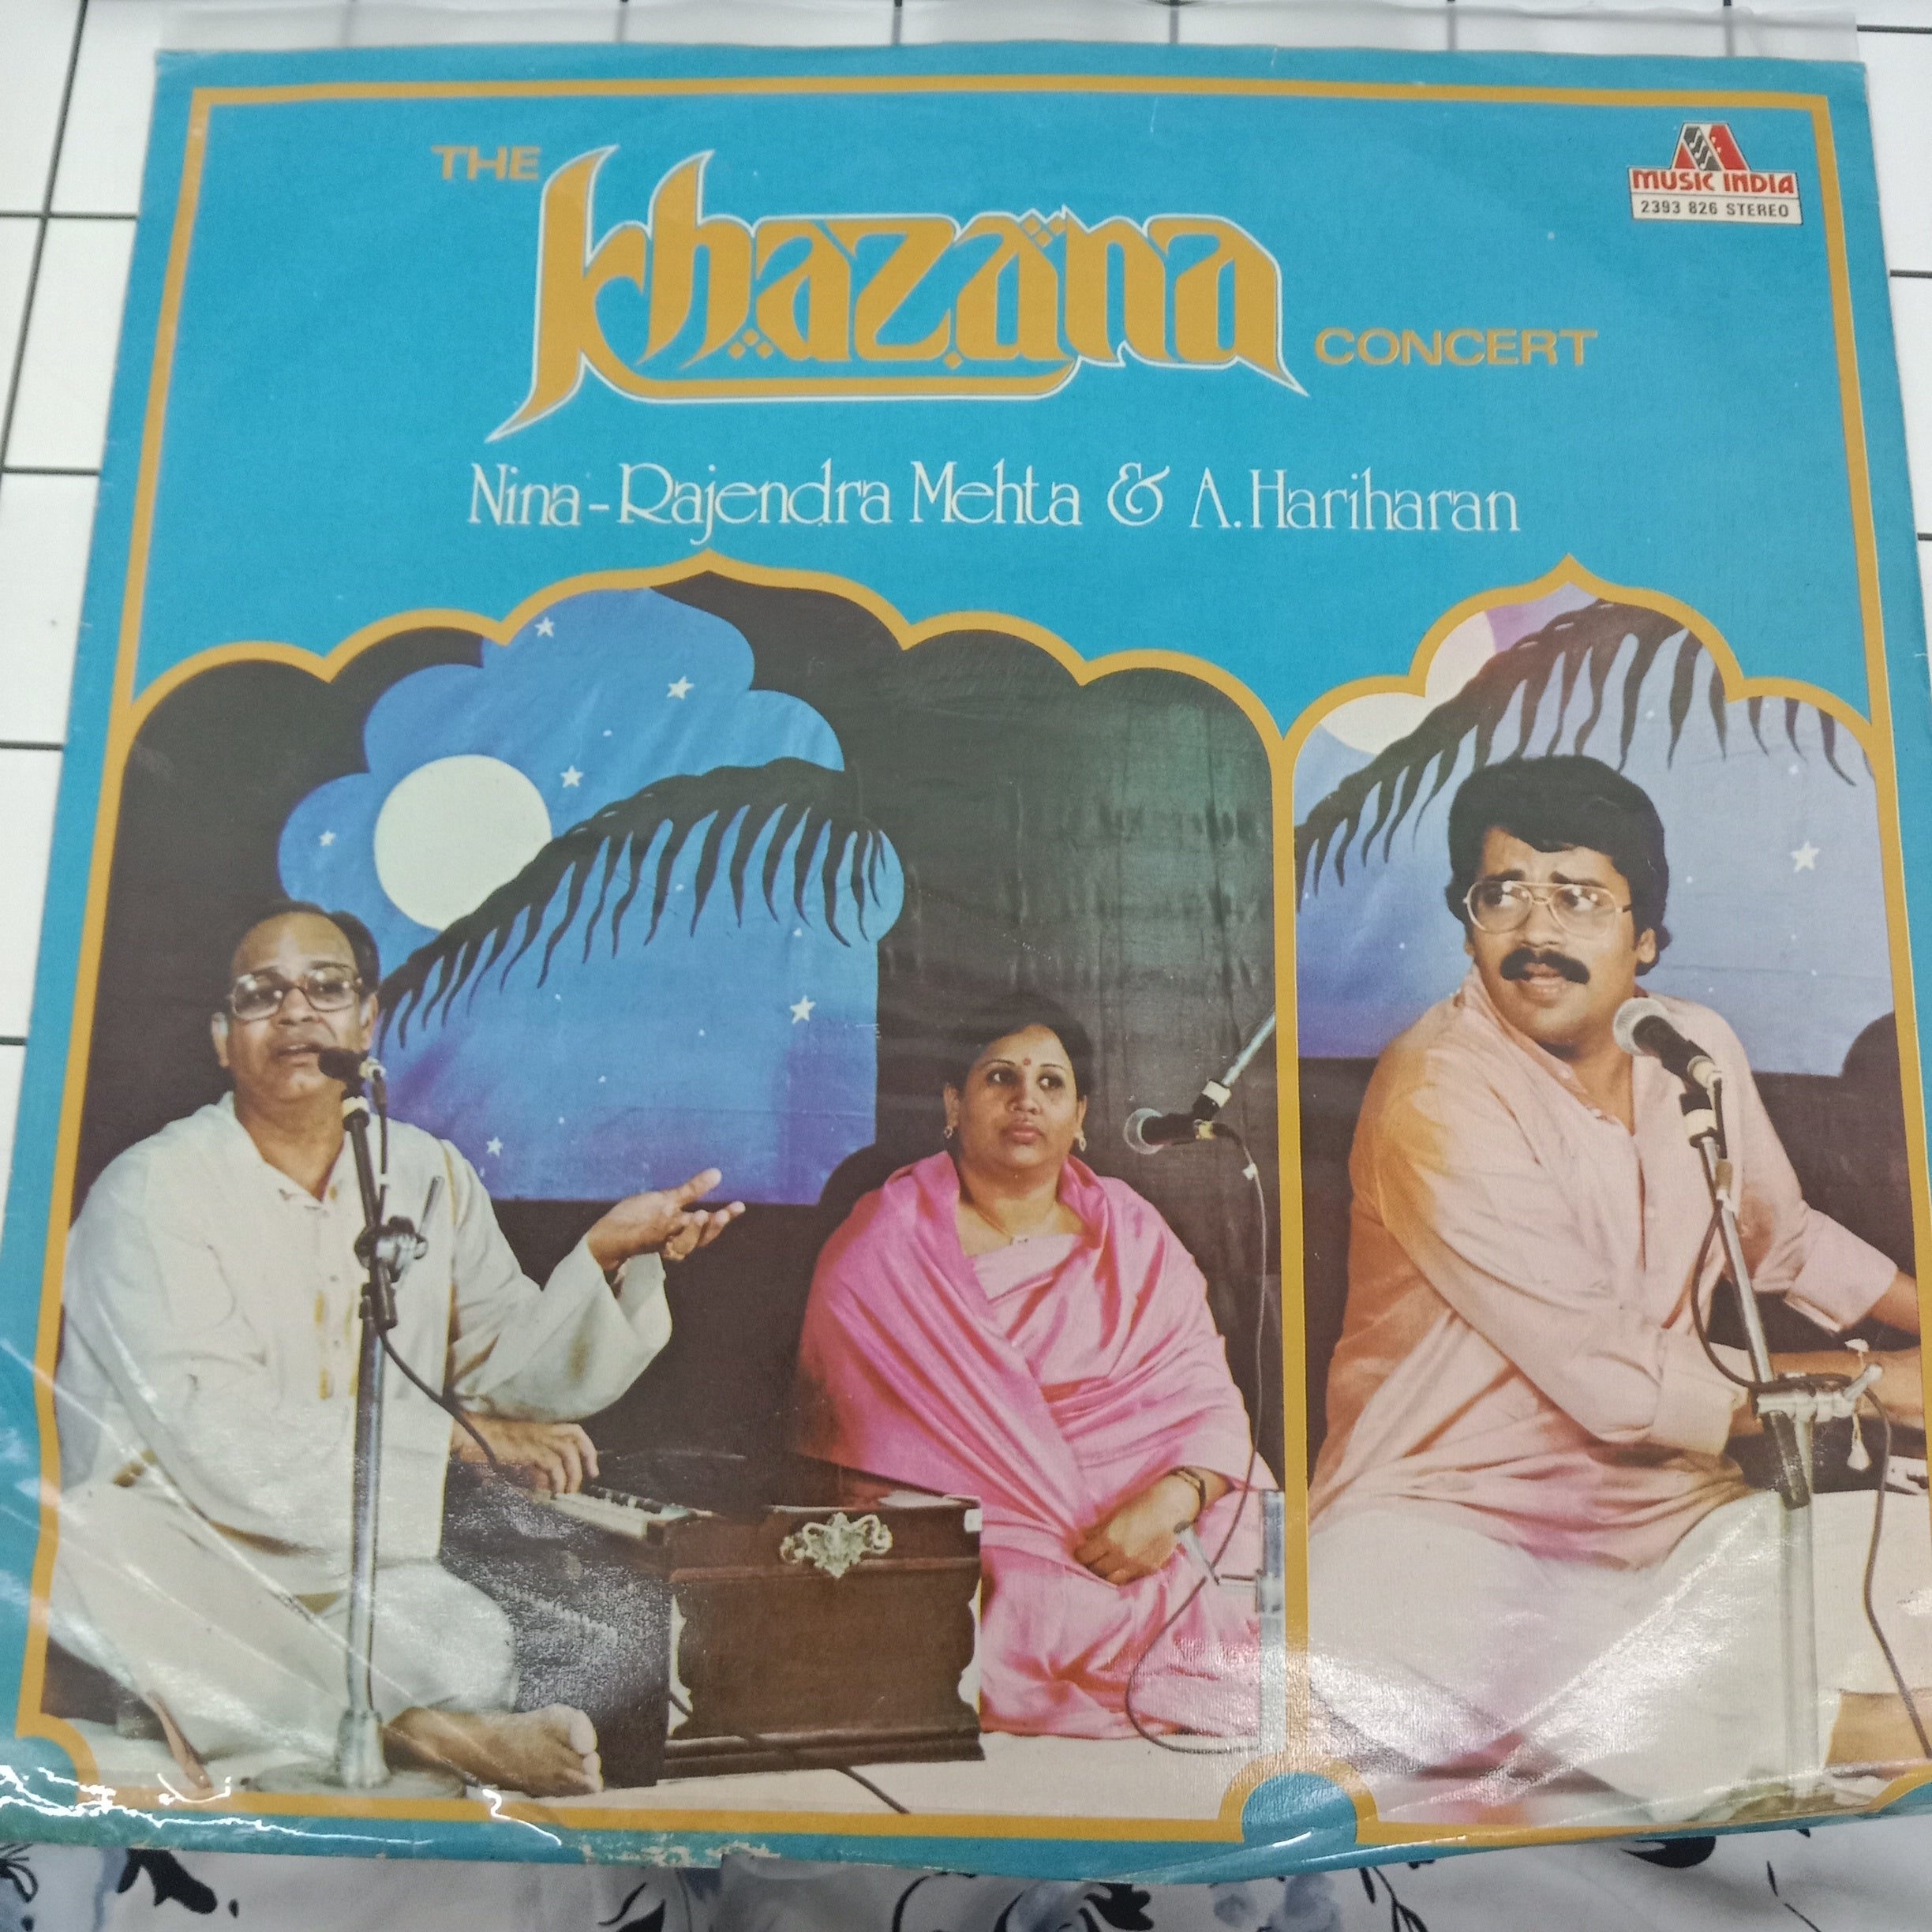 THE Khazana CONCERT
MUSIC INDIA
2393 826 STEREO
Nina-Rajendra Mehta & A. Hariharan